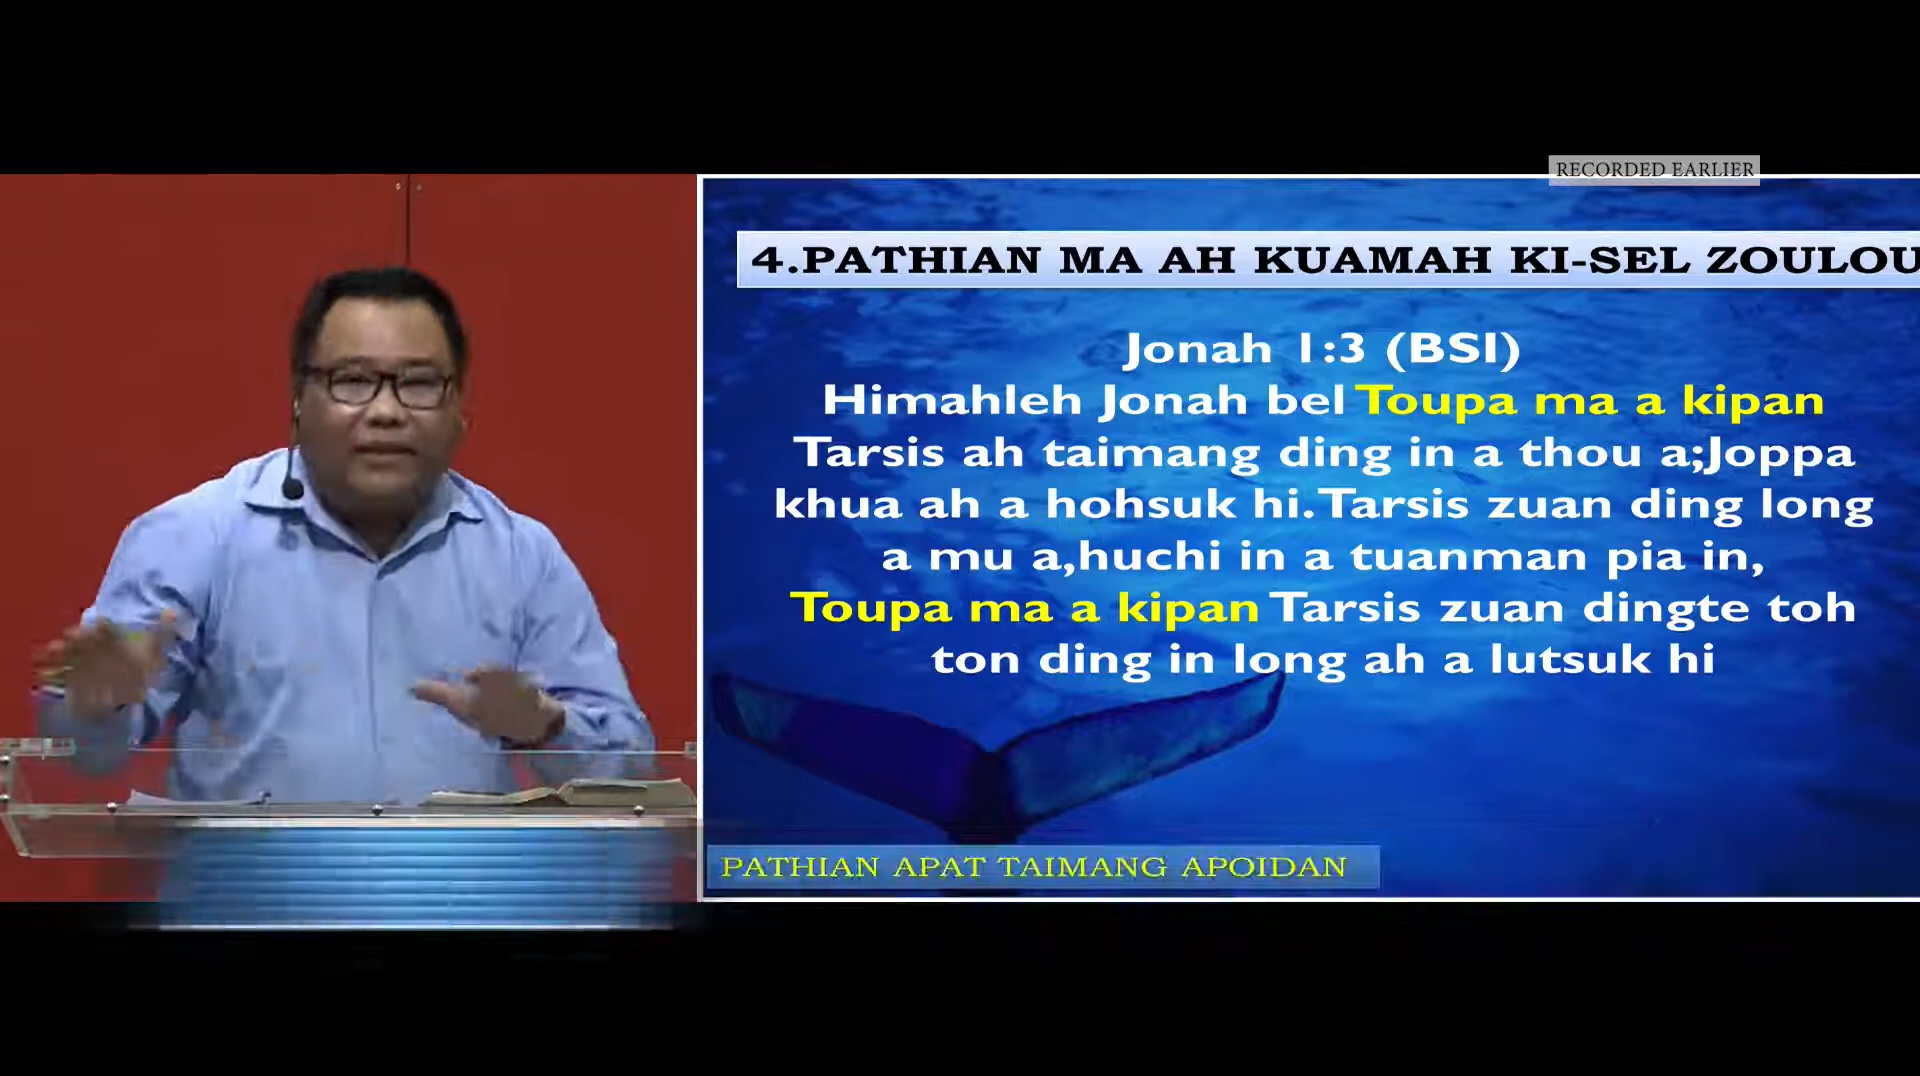 RECORDED EARLIER
4.PATHIAN MA AH KUAMAH KI-SEL ZOULOU
Jonah 1:3 (BSI)
Himahleh Jonah bel Toupa ma a kipan
Tarsis ah taimang ding in a thou a;Joppa
khua ah a hohsuk hi.Tarsis zuan ding long
a mu a,huchi in a tuanman pia in,
Toupa ma a kipan Tarsis zuan dingte toh
ton ding in long ah a lutsuk hi
PATHIAN APAT TAIMANG APOIDAN